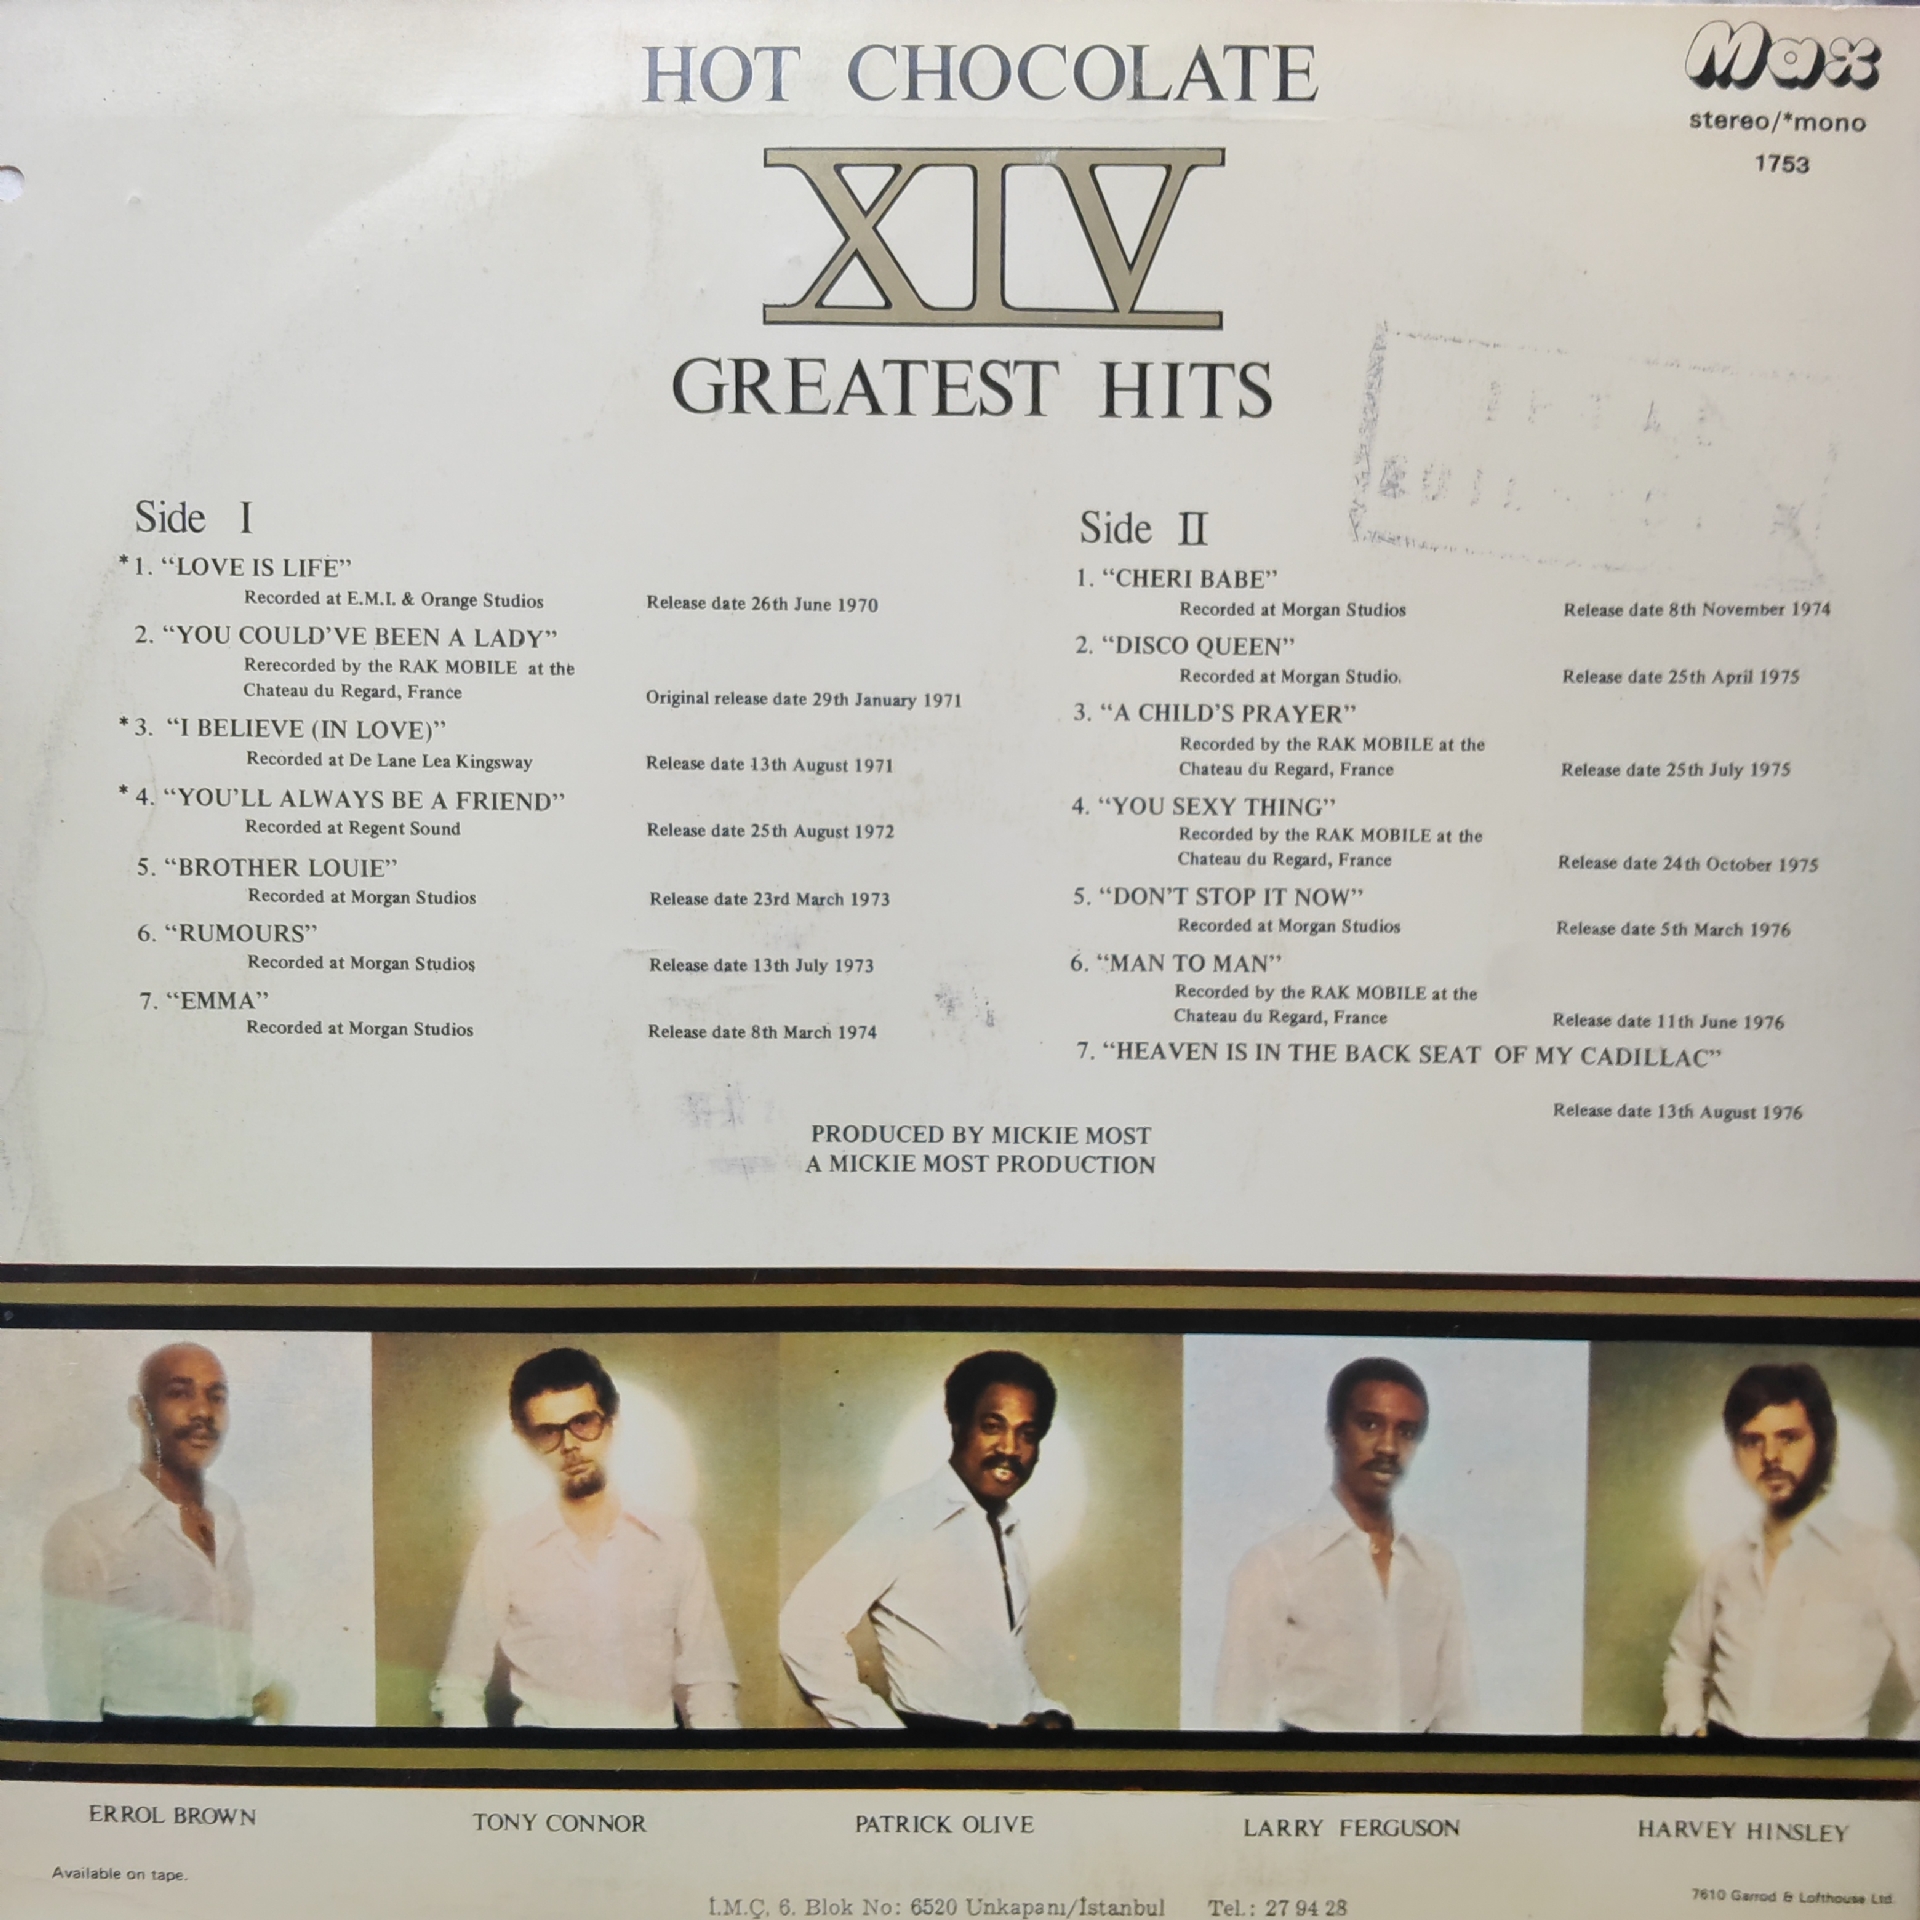 HOT CHOCOLATE
Max
stereo/*mono
1753
XIV
GREATEST HITS
Side I
*1. “LOVE IS LIFE”
Recorded at E.M.I. & Orange Studios Release date 26th June 1970
2. “YOU COULD’VE BEEN A LADY”
Rerecorded by the RAK MOBILE at the
Chateau du Regard, France Original release date 29th January 1971
*3. “I BELIEVE (IN LOVE)”
Recorded at De Lane Lea Kingsway Release date 13th August 1971
*4. “YOU’LL ALWAYS BE A FRIEND”
Recorded at Regent Sound Release date 25th August 1972
5. “BROTHER LOUIE”
Recorded at Morgan Studios Release date 23rd March 1973
6. “RUMOURS”
Recorded at Morgan Studios Release date 13th July 1973
7. “EMMA”
Recorded at Morgan Studios Release date 8th March 1974
Side II
1. “CHERI BABE”
Recorded at Morgan Studios Release date 8th November 1974
2. “DISCO QUEEN”
Recorded at Morgan Studio. Release date 25th April 1975
3. “A CHILD’S PRAYER”
Recorded by the RAK MOBILE at the
Chateau du Regard, France Release date 25th July 1975
4. “YOU SEXY THING”
Recorded by the RAK MOBILE at the
Chateau du Regard, France Release date 24th October 1975
5. “DON’T STOP IT NOW”
Recorded at Morgan Studios Release date 5th March 1976
6. “MAN TO MAN”
Recorded by the RAK MOBILE at the
Chateau du Regard, France Release date 11th June 1976
7. “HEAVEN IS IN THE BACK SEAT OF MY CADILLAC”
Release date 13th August 1976
PRODUCED BY MICKIE MOST
A MICKIE MOST PRODUCTION
ERROL BROWN TONY CONNOR PATRICK OLIVE LARRY FERGUSON HARVEY HINSLEY
Available on tape.
7610 Garrod & Lofthouse Ltd.
İ.M.Ç. 6. Blok No: 6520 Unkapanı/İstanbul Tel.: 27 94 28